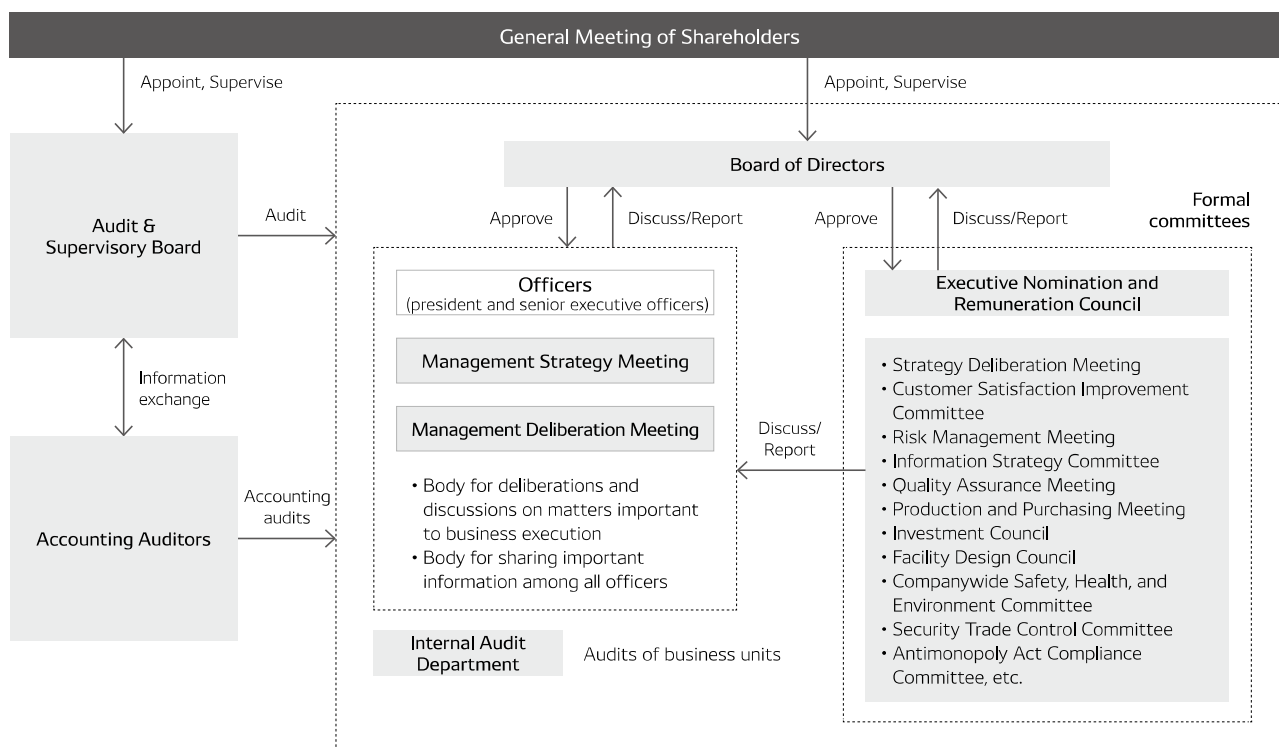 General Meeting of Shareholders
Appoint, Supervise
Appoint, Supervise
Audit &
Supervisory Board
Audit
Information
exchange
Accounting Auditors
Accounting
audits
Board of Directors
Approve
Discuss/Report
Approve
Discuss/Report
Formal
committees
Officers
(president and senior executive officers)
Management Strategy Meeting
Management Deliberation Meeting
• Body for deliberations and
discussions on matters important
to business execution
• Body for sharing important
information among all officers
Discuss/
Report
Executive Nomination and
Remuneration Council
• Strategy Deliberation Meeting
• Customer Satisfaction Improvement
Committee
• Risk Management Meeting
• Information Strategy Committee
• Quality Assurance Meeting
• Production and Purchasing Meeting
• Investment Council
• Facility Design Council
• Companywide Safety, Health, and
Environment Committee
• Security Trade Control Committee
• Antimonopoly Act Compliance
Committee, etc.
Internal Audit
Department
Audits of business units